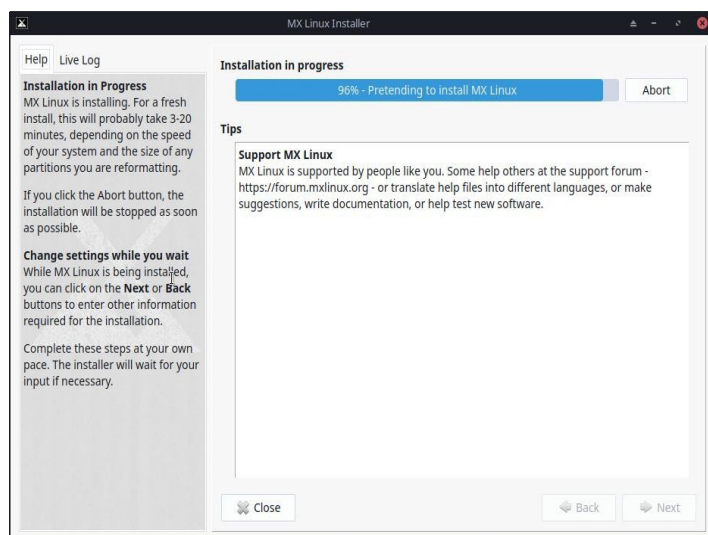 MX Linux Installer
Help Live Log
Installation in Progress
MX Linux is installing. For a fresh
install, this will probably take 3-20
minutes, depending on the speed
of your system and the size of any
partitions you are reformatting.
If you click the Abort button, the
installation will be stopped as soon
as possible.
Change settings while you wait
While MX Linux is being installed,
you can click on the Next or Back
buttons to enter other information
required for the installation.
Complete these steps at your own
pace. The installer will wait for your
input if necessary.
Installation in progress
96% - Pretending to install MX Linux
Abort
Tips
Support MX Linux
MX Linux is supported by people like you. Some help others at the support forum -
https://forum.mxlinux.org - or translate help files into different languages, or make
suggestions, write documentation, or help test new software.
Close
Back
Next